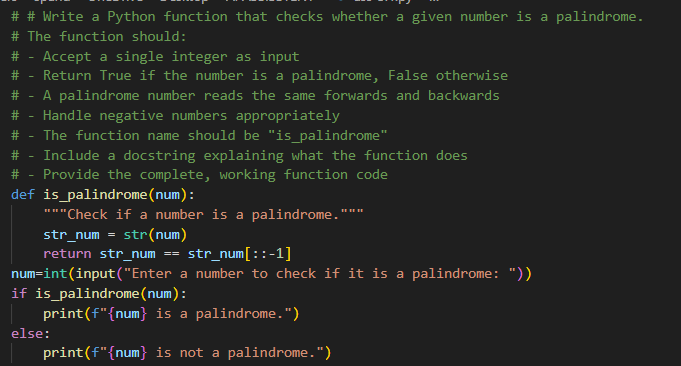 # # Write a Python function that checks whether a given number is a palindrome.
# The function should:
# - Accept a single integer as input
# - Return True if the number is a palindrome, False otherwise
# - A palindrome number reads the same forwards and backwards
# - Handle negative numbers appropriately
# - The function name should be "is_palindrome"
# - Include a docstring explaining what the function does
# - Provide the complete, working function code
def is_palindrome(num):
    """Check if a number is a palindrome."""
    str_num = str(num)
    return str_num == str_num[::-1]
num=int(input("Enter a number to check if it is a palindrome: "))
if is_palindrome(num):
    print(f"{num} is a palindrome.")
else:
    print(f"{num} is not a palindrome.")